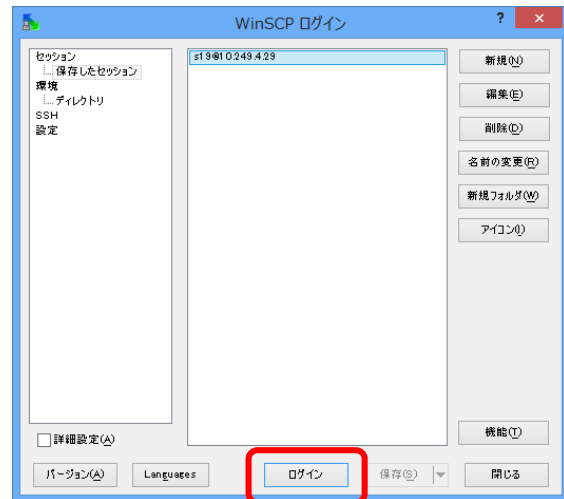 WinSCP ログイン
?
×
セッション
保存したセッション
環境
ディレクトリ
SSH
設定
s19@10.249.4.29
新規(N)
編集(E)
削除(D)
名前の変更(R)
新規フォルダ(W)
アイコン(I)
機能(T)
詳細設定(A)
バージョン(A)
Languages
ログイン
保存(S)
閉じる